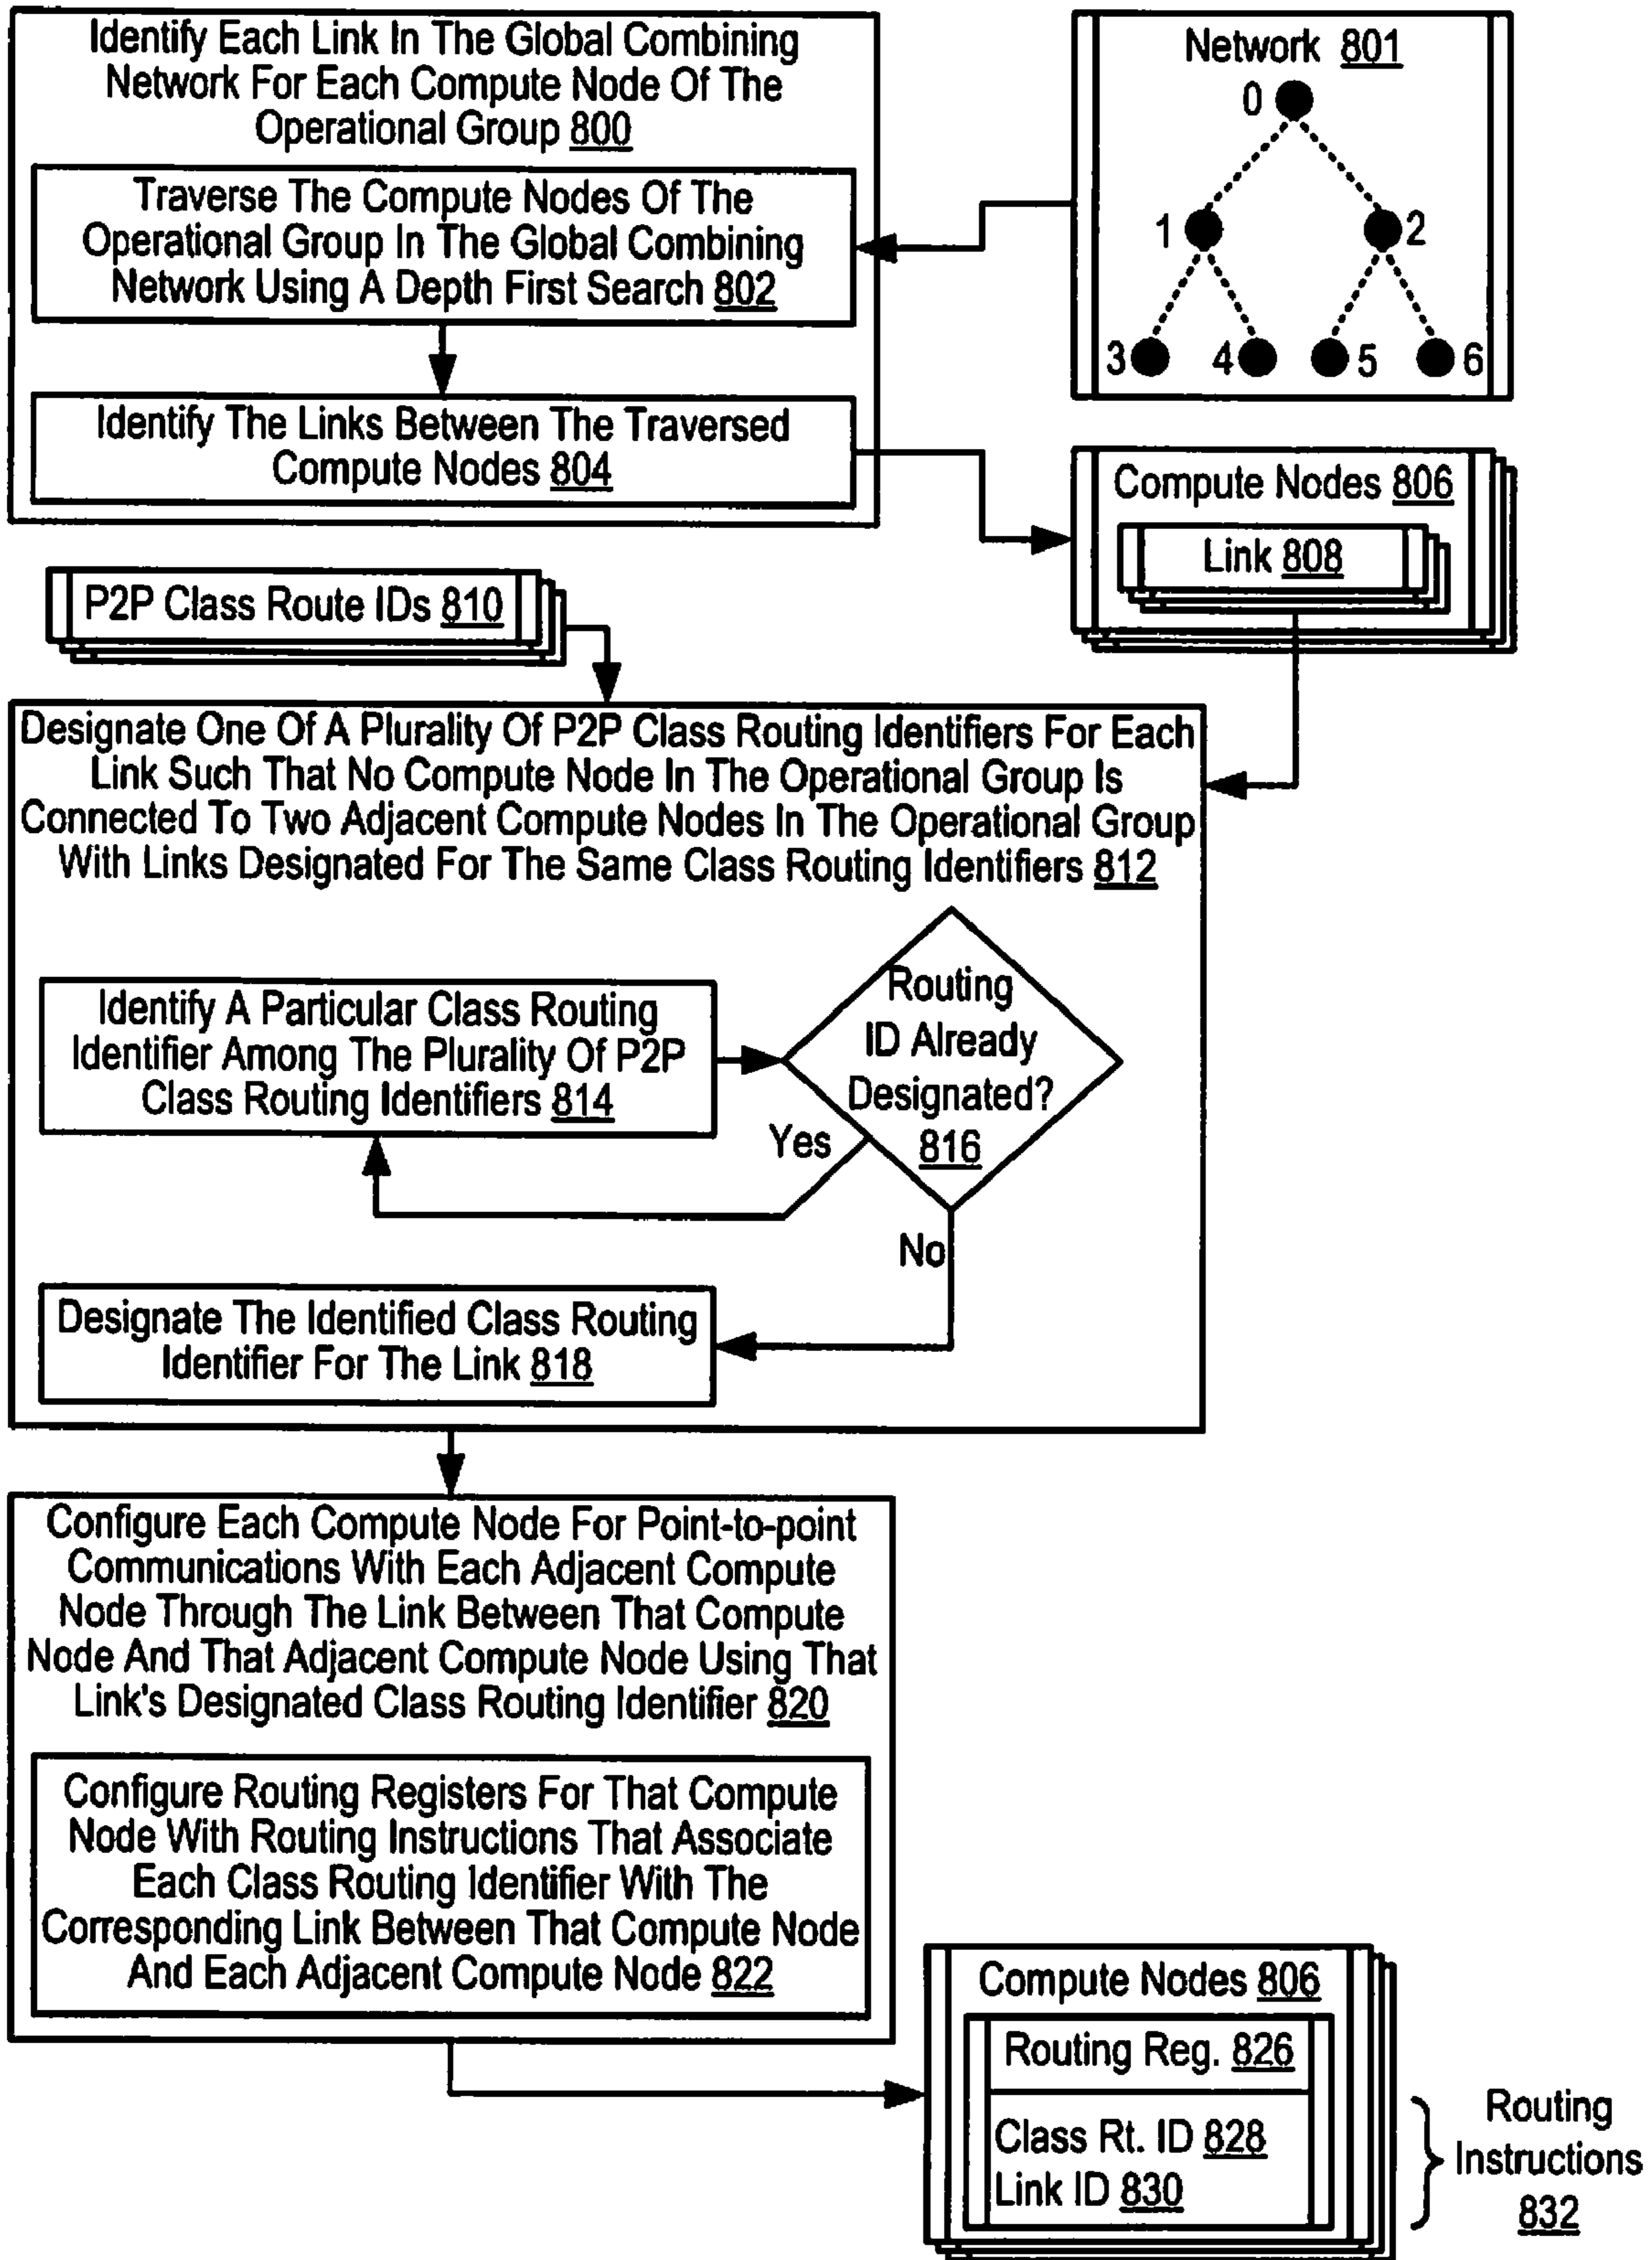 Identify Each Link In The Global Combining
Network For Each Compute Node Of The
Operational Group 800
Traverse The Compute Nodes Of The
Operational Group In The Global Combining
Network Using A Depth First Search 802
Identify The Links Between The Traversed
Compute Nodes 804
Network 801
0
1
2
3
4
5
6
Compute Nodes 806
Link 808
P2P Class Route IDs 810
Designate One Of A Plurality Of P2P Class Routing Identifiers For Each
Link Such That No Compute Node In The Operational Group Is
Connected To Two Adjacent Compute Nodes In The Operational Group
With Links Designated For The Same Class Routing Identifiers 812
Identify A Particular Class Routing
Identifier Among The Plurality Of P2P
Class Routing Identifiers 814
Routing
ID Already
Designated?
816
Yes
No
Designate The Identified Class Routing
Identifier For The Link 818
Configure Each Compute Node For Point-to-point
Communications With Each Adjacent Compute
Node Through The Link Between That Compute
Node And That Adjacent Compute Node Using That
Link's Designated Class Routing Identifier 820
Configure Routing Registers For That Compute
Node With Routing Instructions That Associate
Each Class Routing Identifier With The
Corresponding Link Between That Compute Node
And Each Adjacent Compute Node 822
Compute Nodes 806
Routing Reg. 826
Class Rt. ID 828
Link ID 830
Routing
Instructions
832